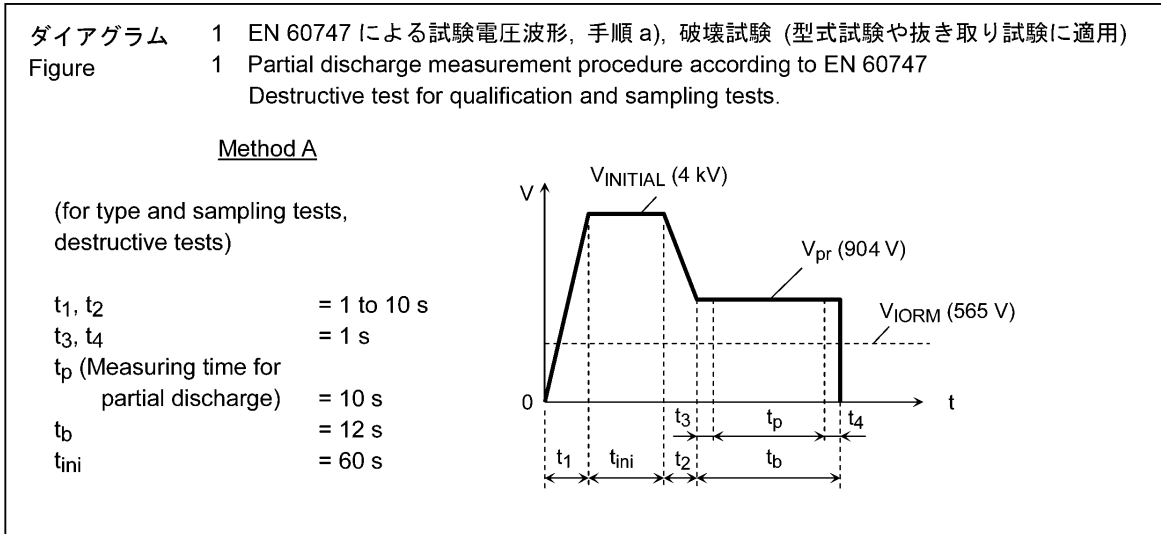 ダイアグラム 1 EN 60747 による試験電圧波形, 手順 a), 破壊試験 (型式試験や抜き取り試験に適用)
Figure 1 Partial discharge measurement procedure according to EN 60747
Destructive test for qualification and sampling tests.
Method A
(for type and sampling tests,
destructive tests)
t1, t2 = 1 to 10 s
t3, t4 = 1 s
tp (Measuring time for
partial discharge) = 10 s
tb = 12 s
tini = 60 s
VINITIAL (4 kV)
V
Vpr (904 V)
VIORM (565 V)
0
t
t3 tp t4
t1 tini t2 tb